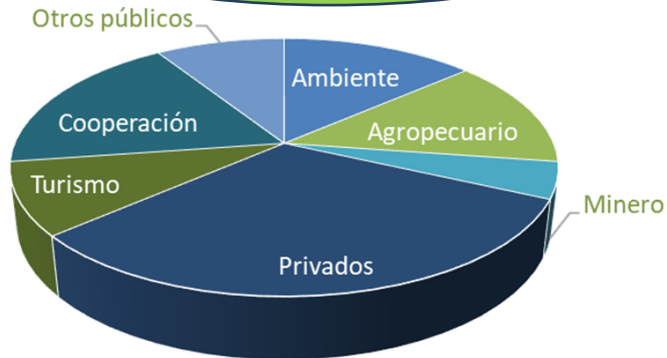 Otros públicos
Ambiente
Cooperación
Agropecuario
Turismo
Minero
Privados